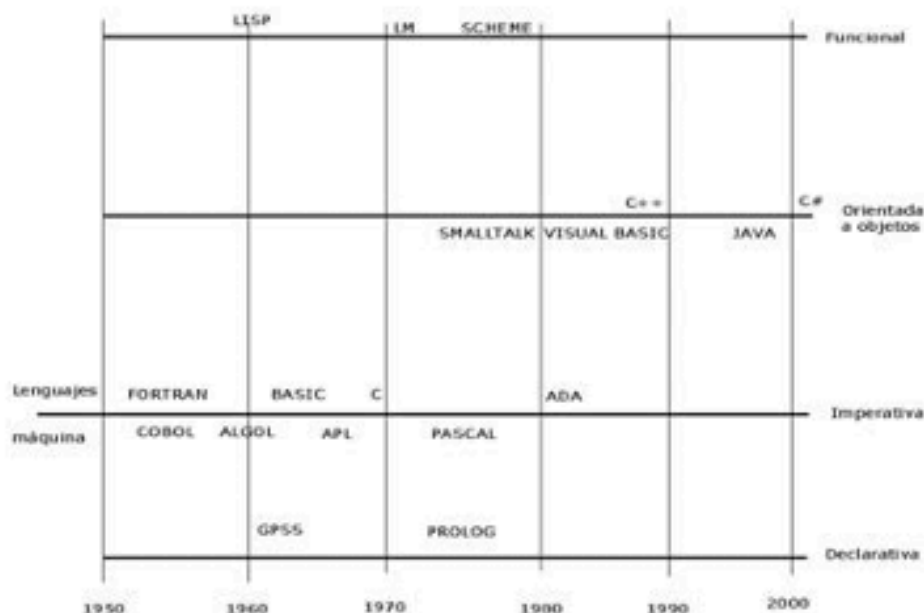 LISP
LM SCHEME
Funcional
C++ C#
Orientada
a objetos
SMALLTALK VISUAL BASIC JAVA
Lenguajes FORTRAN BASIC C ADA
Imperativa
máquina COBOL ALGOL APL PASCAL
GPSS PROLOG
Declarativa
1950 1960 1970 1980 1990 2000